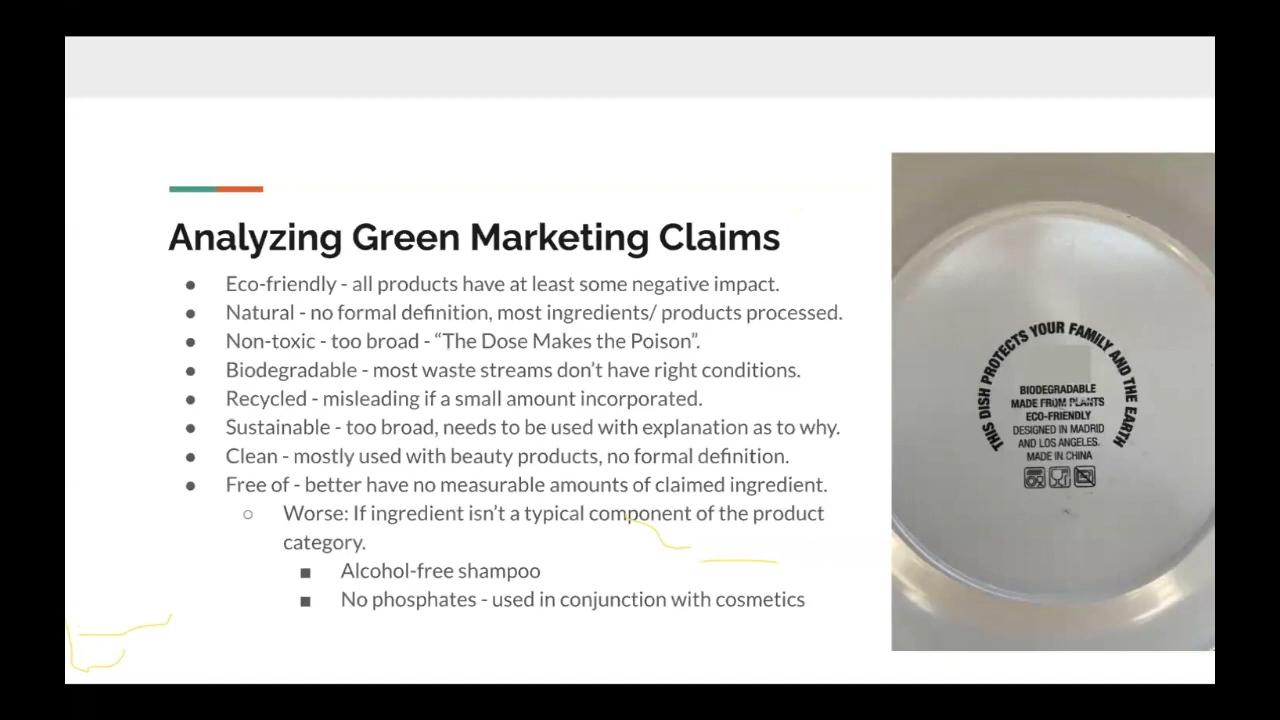 Analyzing Green Marketing Claims
● Eco-friendly - all products have at least some negative impact.
● Natural - no formal definition, most ingredients/ products processed.
● Non-toxic - too broad - “The Dose Makes the Poison”.
● Biodegradable - most waste streams don’t have right conditions.
● Recycled - misleading if a small amount incorporated.
● Sustainable - too broad, needs to be used with explanation as to why.
● Clean - mostly used with beauty products, no formal definition.
● Free of - better have no measurable amounts of claimed ingredient.
○ Worse: If ingredient isn’t a typical component of the product
category.
■ Alcohol-free shampoo
■ No phosphates - used in conjunction with cosmetics
THIS DISH PROTECTS YOUR FAMILY AND THE EARTH
BIODEGRADABLE
MADE FROM PLANTS
ECO-FRIENDLY
DESIGNED IN MADRID
AND LOS ANGELES.
MADE IN CHINA